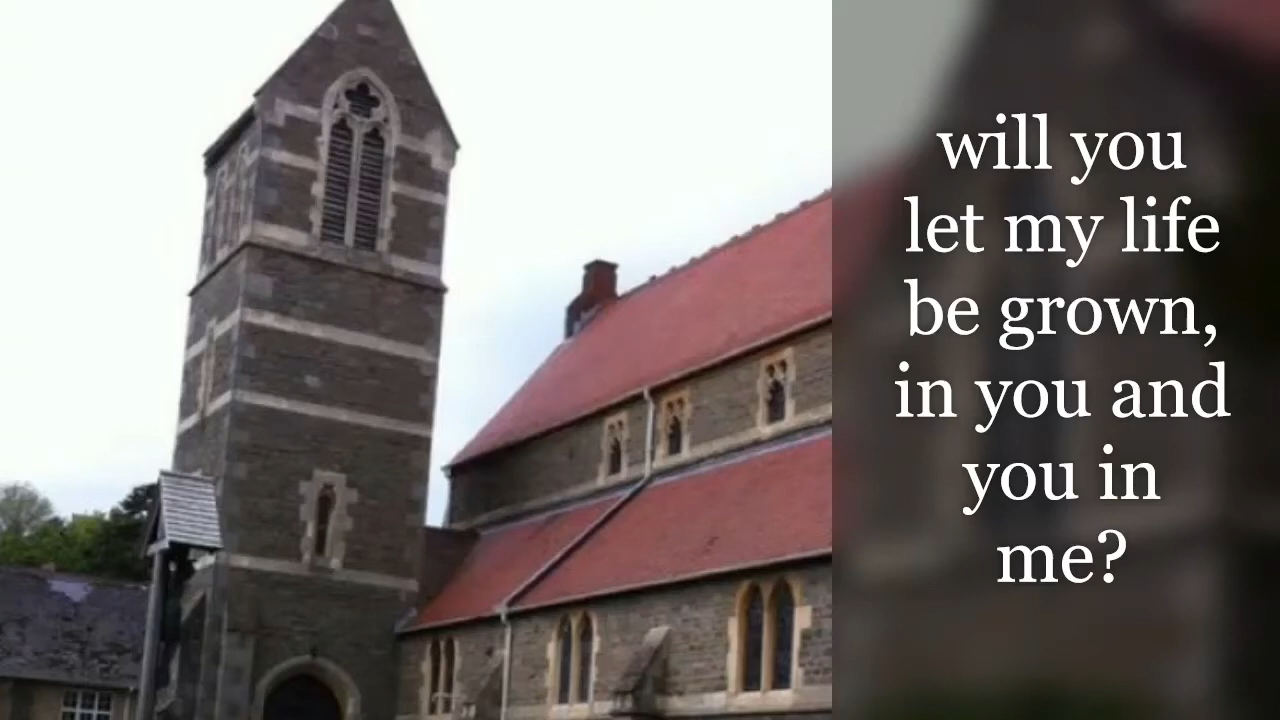 will you
let my life
be grown,
in you and
you in
me?